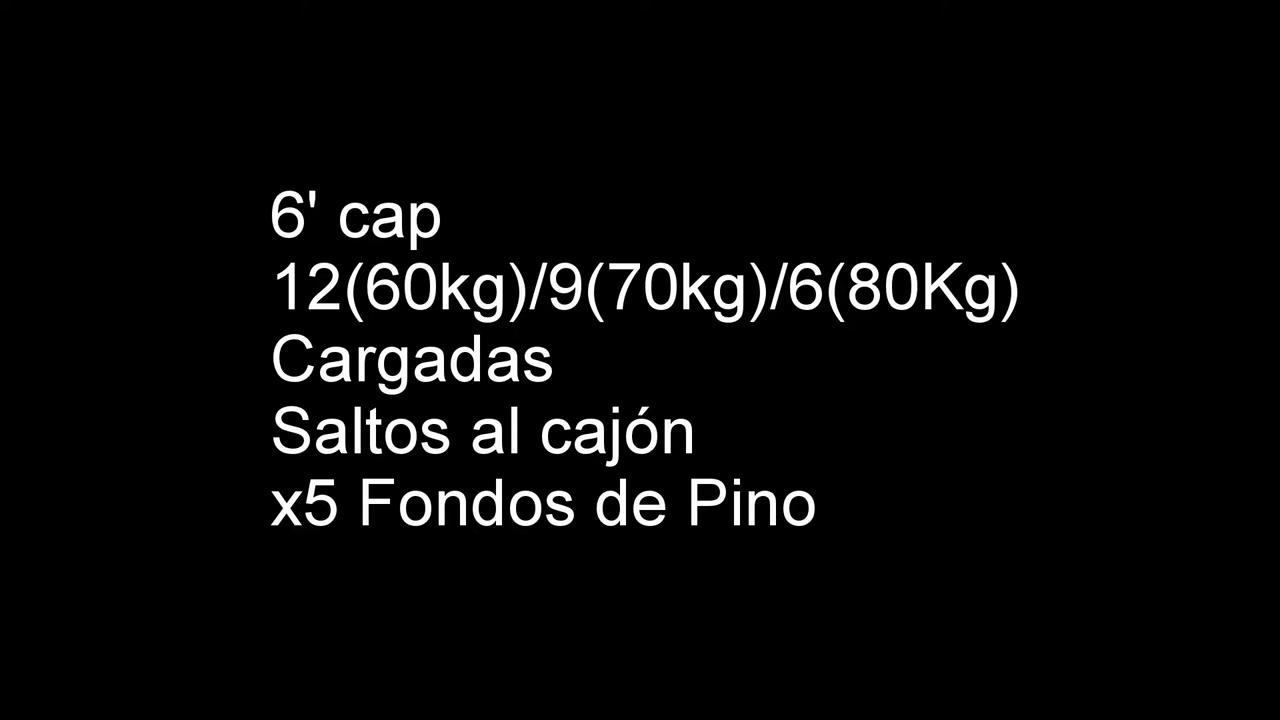 6' cap
12(60kg)/9(70kg)/6(80Kg)
Cargadas
Saltos al cajón
x5 Fondos de Pino